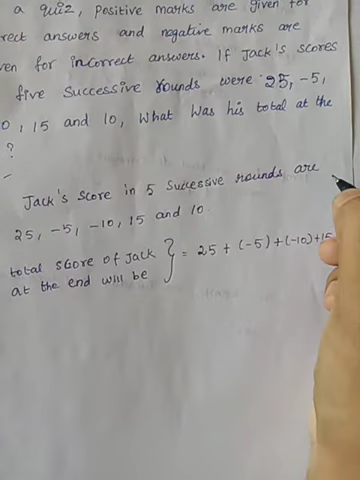 a quiz, positive marks are given for
rect answers and negative marks are
ven for incorrect answers. If Jack's scores
five successive rounds were 25, -5,
0, 15 and 10, What was his total at the
?
Jack's score in 5 successive rounds are
25, -5, -10, 15 and 10.
total score of Jack
at the end will be } = 25 + (-5) + (-10) + 15